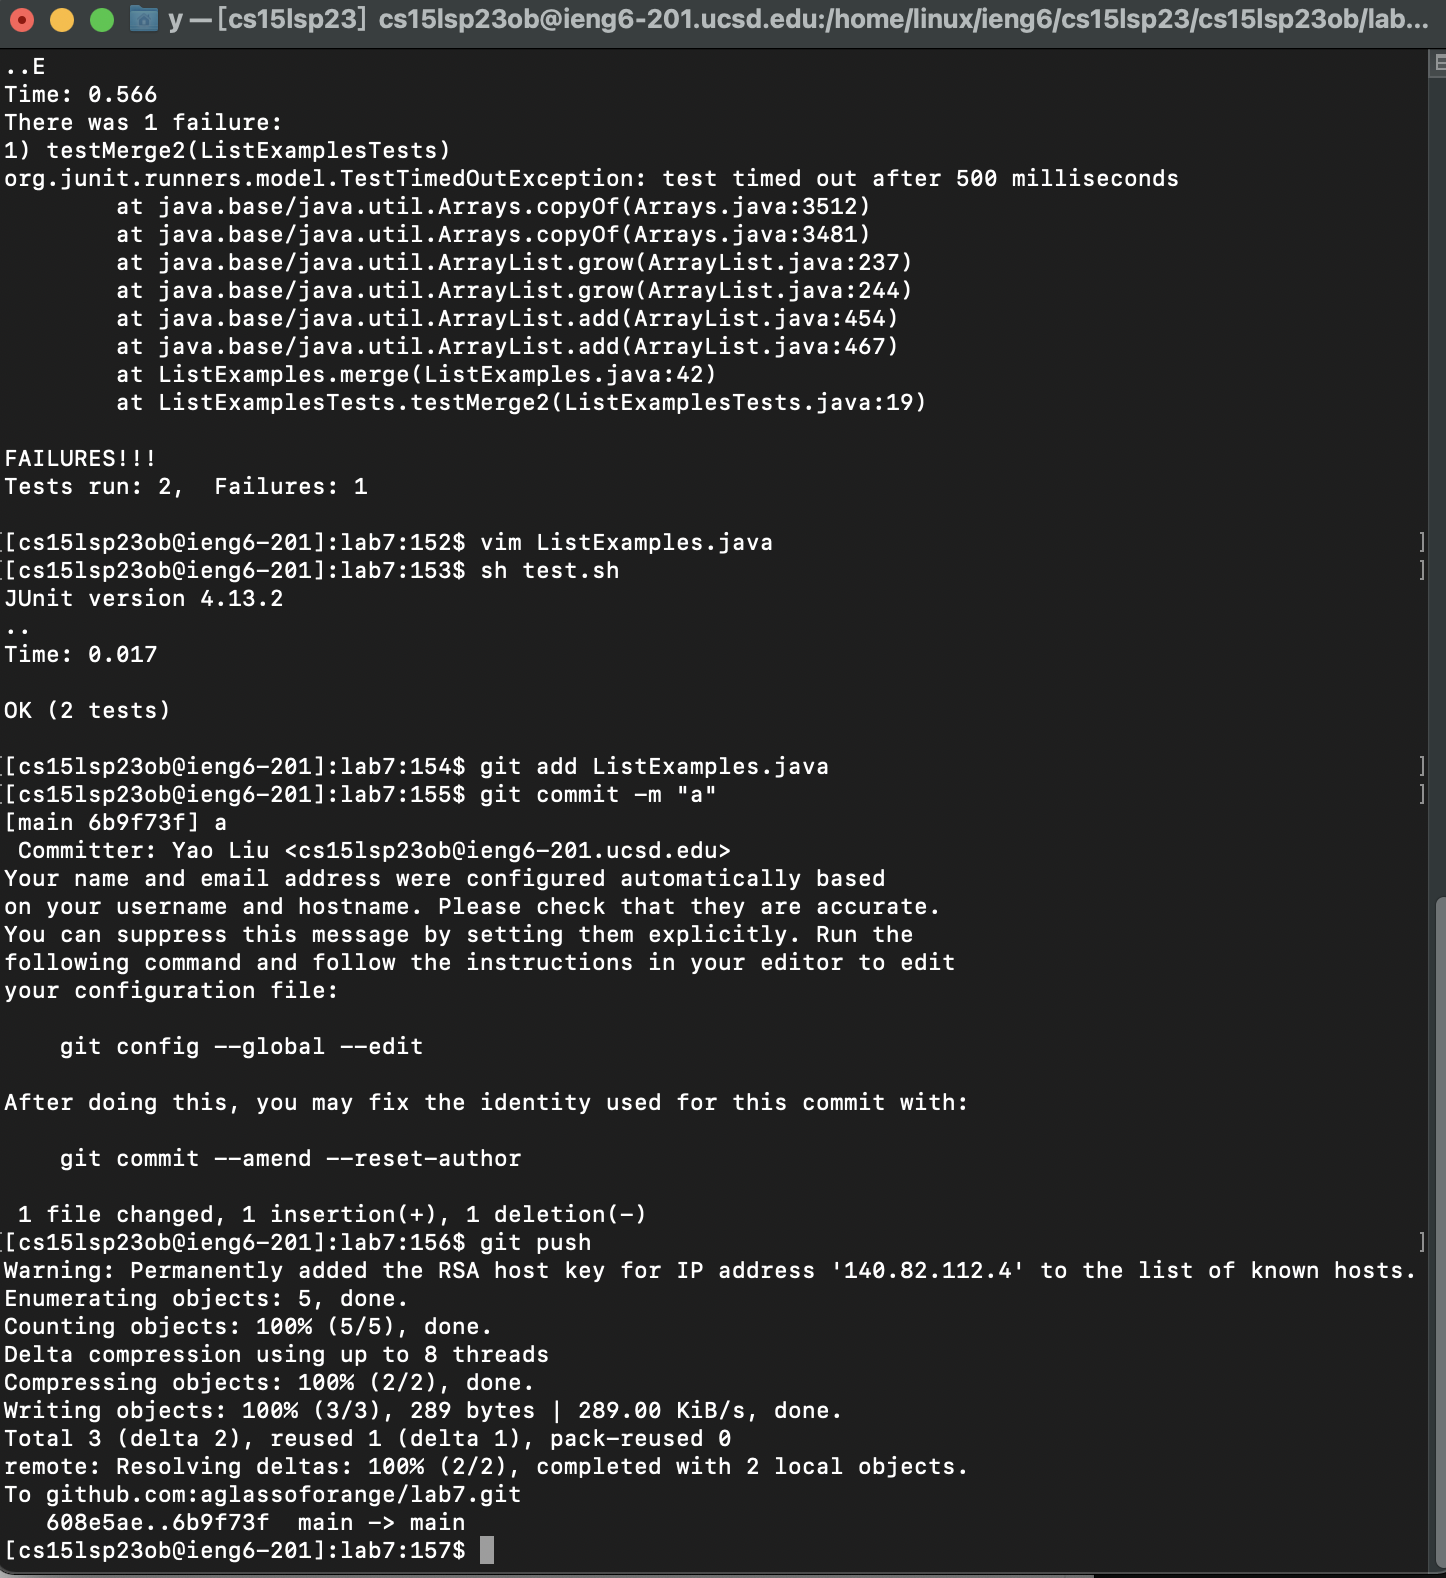 y — [cs15lsp23] cs15lsp23ob@ieng6-201.ucsd.edu:/home/linux/ieng6/cs15lsp23/cs15lsp23ob/lab...
..E
Time: 0.566
There was 1 failure:
1) testMerge2(ListExamplesTests)
org.junit.runners.model.TestTimedOutException: test timed out after 500 milliseconds
        at java.base/java.util.Arrays.copyOf(Arrays.java:3512)
        at java.base/java.util.Arrays.copyOf(Arrays.java:3481)
        at java.base/java.util.ArrayList.grow(ArrayList.java:237)
        at java.base/java.util.ArrayList.grow(ArrayList.java:244)
        at java.base/java.util.ArrayList.add(ArrayList.java:454)
        at java.base/java.util.ArrayList.add(ArrayList.java:467)
        at ListExamples.merge(ListExamples.java:42)
        at ListExamplesTests.testMerge2(ListExamplesTests.java:19)
FAILURES!!!
Tests run: 2,  Failures: 1
[[cs15lsp23ob@ieng6-201]:lab7:152$ vim ListExamples.java ]
[[cs15lsp23ob@ieng6-201]:lab7:153$ sh test.sh ]
JUnit version 4.13.2
..
Time: 0.017
OK (2 tests)
[[cs15lsp23ob@ieng6-201]:lab7:154$ git add ListExamples.java ]
[[cs15lsp23ob@ieng6-201]:lab7:155$ git commit -m "a" ]
[main 6b9f73f] a
 Committer: Yao Liu <cs15lsp23ob@ieng6-201.ucsd.edu>
Your name and email address were configured automatically based
on your username and hostname. Please check that they are accurate.
You can suppress this message by setting them explicitly. Run the
following command and follow the instructions in your editor to edit
your configuration file:
    git config --global --edit
After doing this, you may fix the identity used for this commit with:
    git commit --amend --reset-author
 1 file changed, 1 insertion(+), 1 deletion(-)
[[cs15lsp23ob@ieng6-201]:lab7:156$ git push ]
Warning: Permanently added the RSA host key for IP address '140.82.112.4' to the list of known hosts.
Enumerating objects: 5, done.
Counting objects: 100% (5/5), done.
Delta compression using up to 8 threads
Compressing objects: 100% (2/2), done.
Writing objects: 100% (3/3), 289 bytes | 289.00 KiB/s, done.
Total 3 (delta 2), reused 1 (delta 1), pack-reused 0
remote: Resolving deltas: 100% (2/2), completed with 2 local objects.
To github.com:aglassoforange/lab7.git
   608e5ae..6b9f73f  main -> main
[cs15lsp23ob@ieng6-201]:lab7:157$